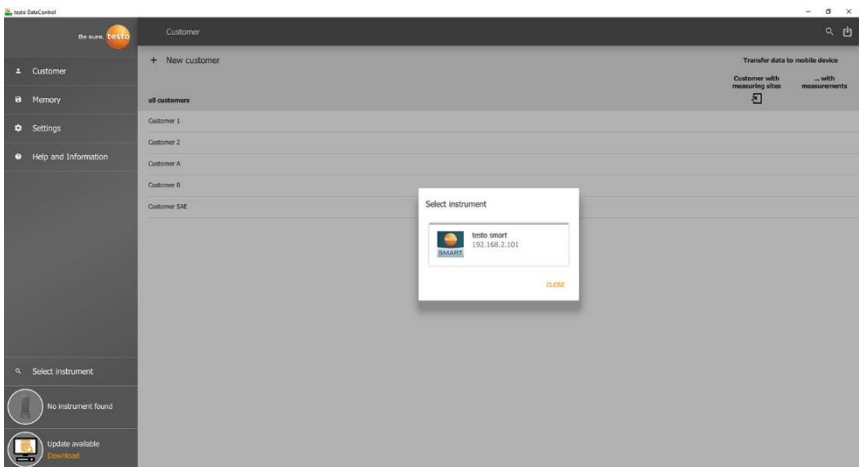 testo DataControl
Be sure. testo
Customer
Customer
Memory
Settings
Help and Information
+ New customer
Transfer data to mobile device
Customer with
measuring sites
... with
measurements
all customers
Customer 1
Customer 2
Customer A
Customer B
Customer SAE
Select instrument
testo smart
192.168.2.101
SMART
CLOSE
Select instrument
No instrument found
Update available
Download